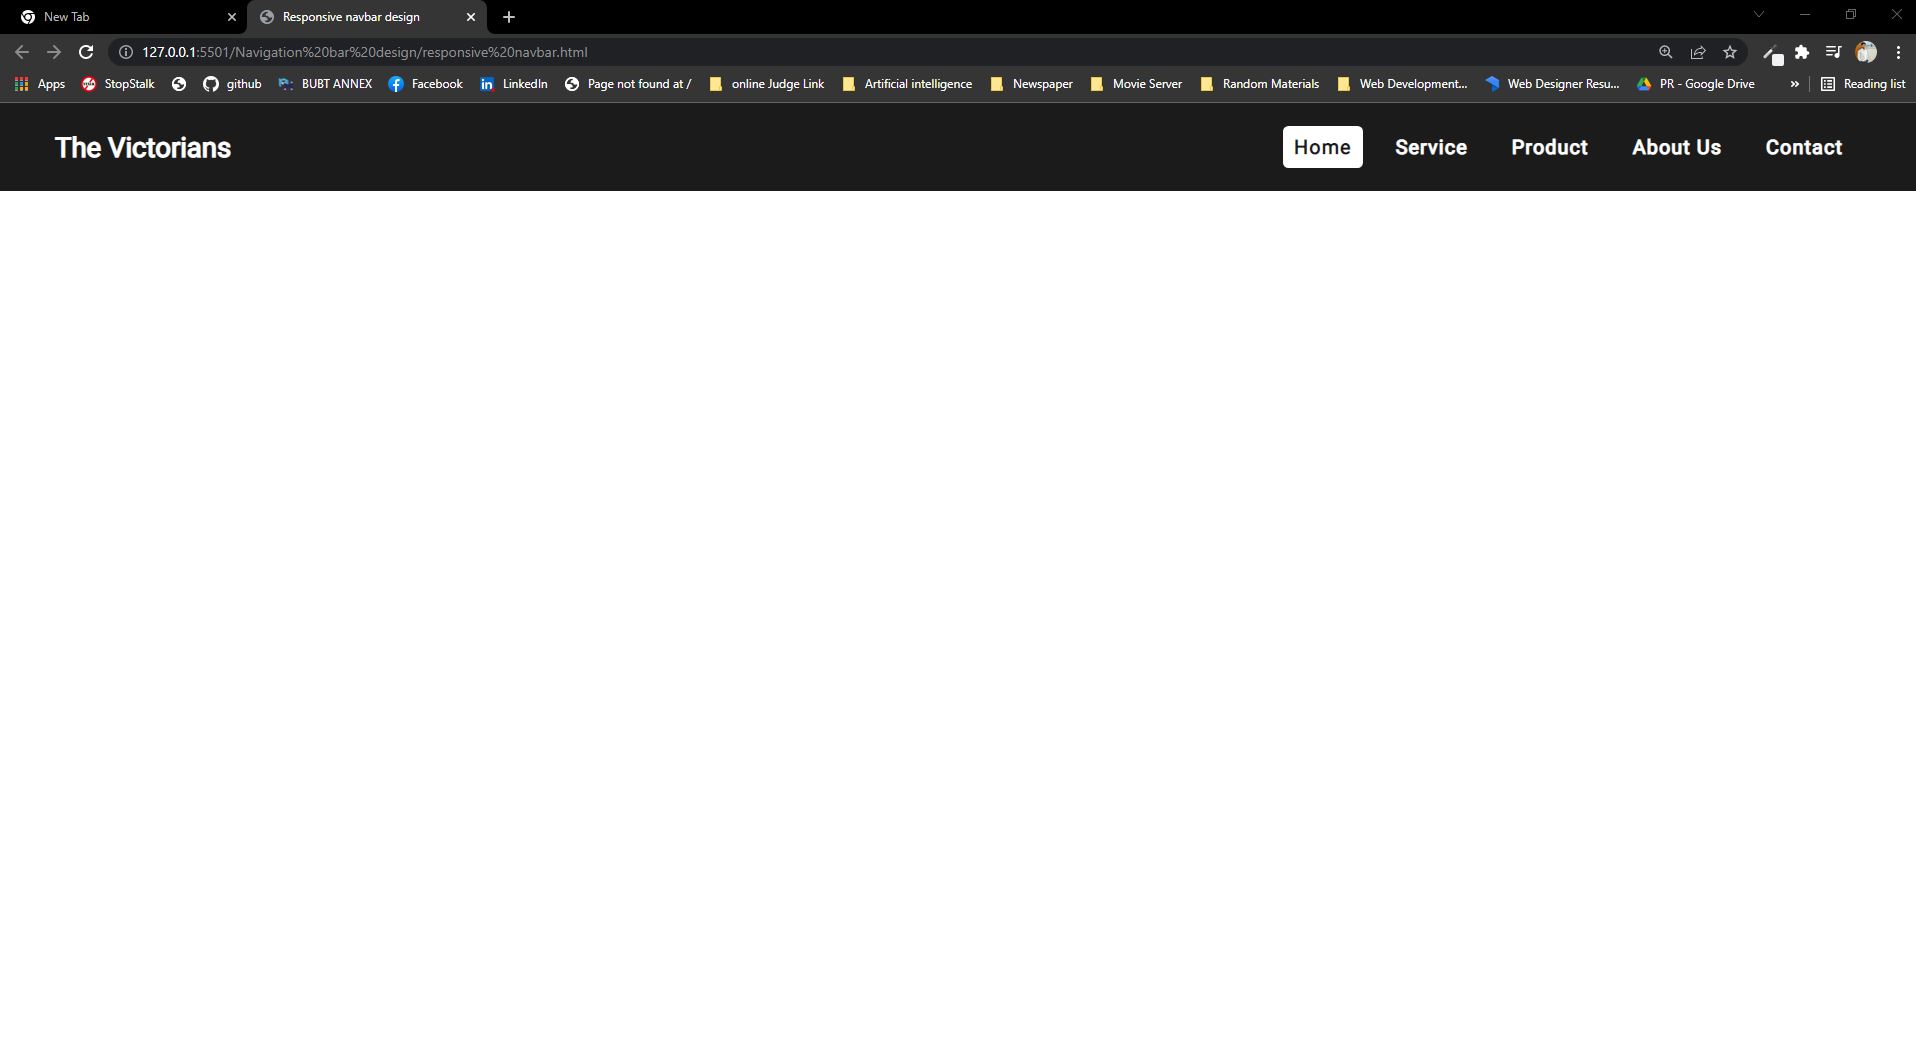 New Tab
Responsive navbar design
127.0.0.1:5501/Navigation%20bar%20design/responsive%20navbar.html
Apps StopStalk github BUBT ANNEX Facebook LinkedIn Page not found at / online Judge Link Artificial intelligence Newspaper Movie Server Random Materials Web Development... Web Designer Resu... PR - Google Drive » Reading list
The Victorians
Home Service Product About Us Contact